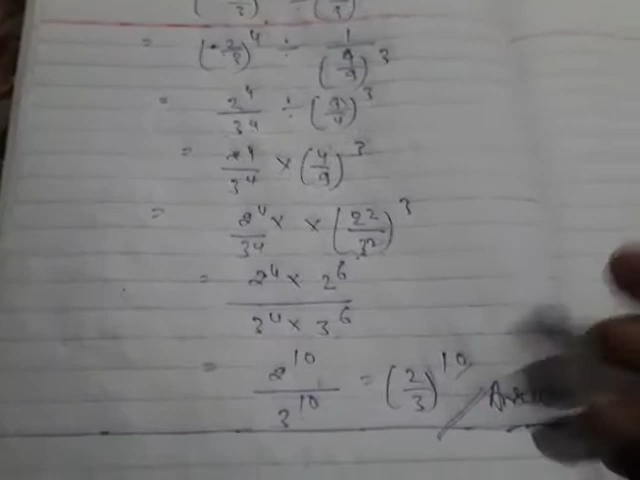 = (-2/3)^4 ÷ 1/(4/9)^3
= 2^4/3^4 ÷ (9/4)^3
= 2^4/3^4 × (4/9)^3
= 2^4/3^4 × × (2^2/3^2)^3
= 2^4 × 2^6 / 3^4 × 3^6
= 2^10/3^10 = (2/3)^10